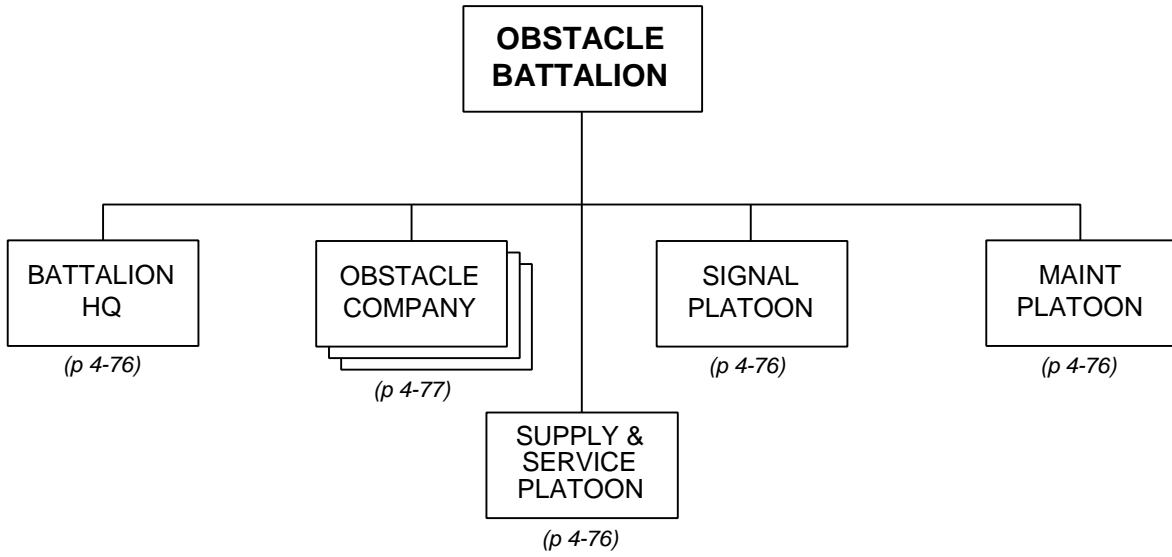 OBSTACLE
BATTALION
BATTALION
HQ
(p 4-76)
OBSTACLE
COMPANY
(p 4-77)
SIGNAL
PLATOON
(p 4-76)
MAINT
PLATOON
(p 4-76)
SUPPLY &
SERVICE
PLATOON
(p 4-76)